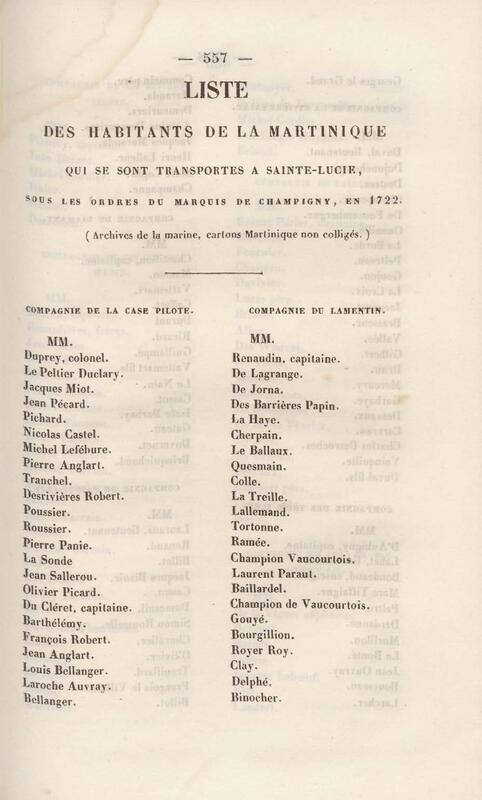 — 557 —
LISTE
DES HABITANTS DE LA MARTINIQUE
QUI SE SONT TRANSPORTES A SAINTE-LUCIE,
SOUS LES ORDRES DU MARQUIS DE CHAMPIGNY, EN 1722.
( Archives de la marine, cartons Martinique non colligés. )
COMPAGNIE DE LA CASE PILOTE.
MM.
Duprey, colonel.
Le Peltier Duclary.
Jacques Miot.
Jean Pécard.
Pichard.
Nicolas Castel.
Michel Lefébure.
Pierre Anglart.
Tranchel.
Desrivières Robert.
Poussier.
Roussier.
Pierre Panie.
La Sonde
Jean Sallerou.
Olivier Picard.
Du Cléret, capitaine.
Barthélémy.
François Robert.
Jean Anglart.
Louis Bellanger.
Laroche Auvray.
Bellanger.
COMPAGNIE DU LAMENTIN.
MM.
Renaudin, capitaine.
De Lagrange.
De Jorna.
Des Barrières Papin.
La Haye.
Cherpain.
Le Ballaux.
Quesmain.
Colle.
La Treille.
Lallemand.
Tortonne.
Ramée.
Champion Vaucourtois.
Laurent Paraut.
Baillardel.
Champion de Vaucourtois.
Gouyé.
Bourgillion.
Royer Roy.
Clay.
Delphé.
Binocher.